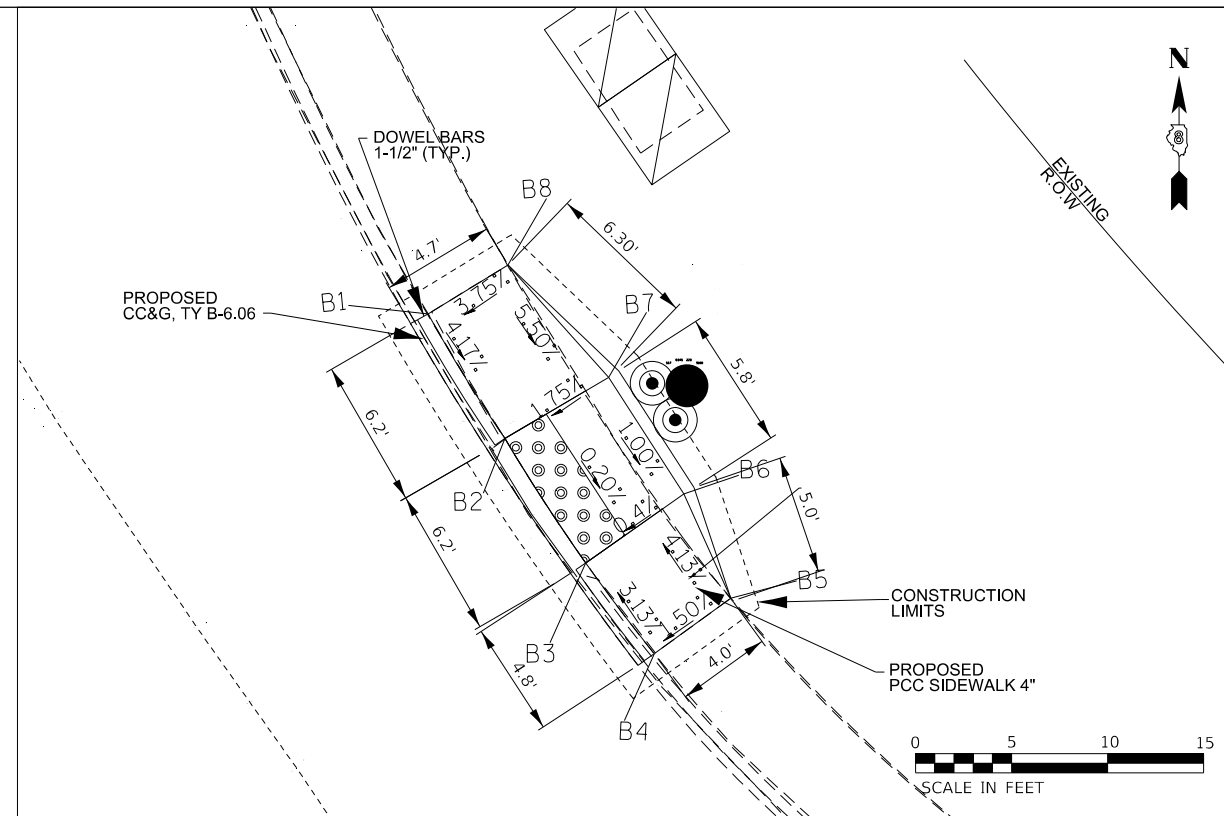 N
8
DOWEL BARS
1-1/2" (TYP.)
B8
EXISTING
R.O.W
6.30'
4.7'
PROPOSED
CC&G, TY B-6.06
B1
3.75%
B7
4.17%
5.50%
5.8'
6.2'
.75%
1.00%
B2
0.20%
B6
0.4%
5.0'
6.2'
4.13%
B5
CONSTRUCTION
LIMITS
3.13%
.50%
B3
4.0'
PROPOSED
PCC SIDEWALK 4"
4.8'
B4
0 5 10 15
SCALE IN FEET